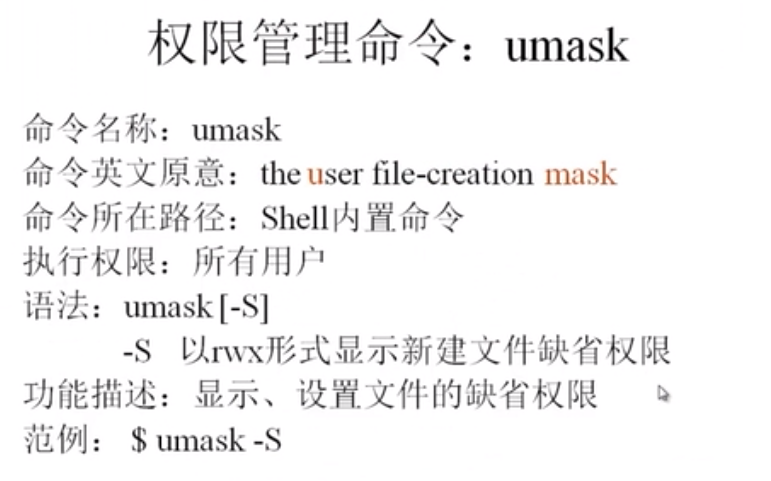 权限管理命令：umask
命令名称：umask
命令英文原意：the user file-creation mask
命令所在路径：Shell内置命令
执行权限：所有用户
语法：umask [-S]
-S 以rwx形式显示新建文件缺省权限
功能描述：显示、设置文件的缺省权限
范例： $ umask -S